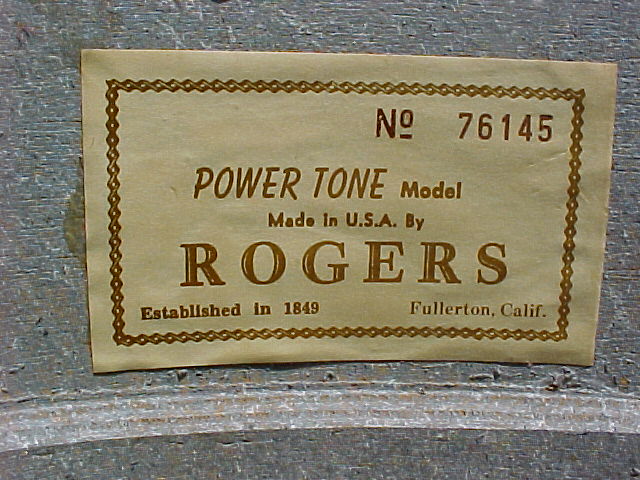 Nº 76145
POWER TONE Model
Made in U.S.A. By
ROGERS
Established in 1849 Fullerton, Calif.